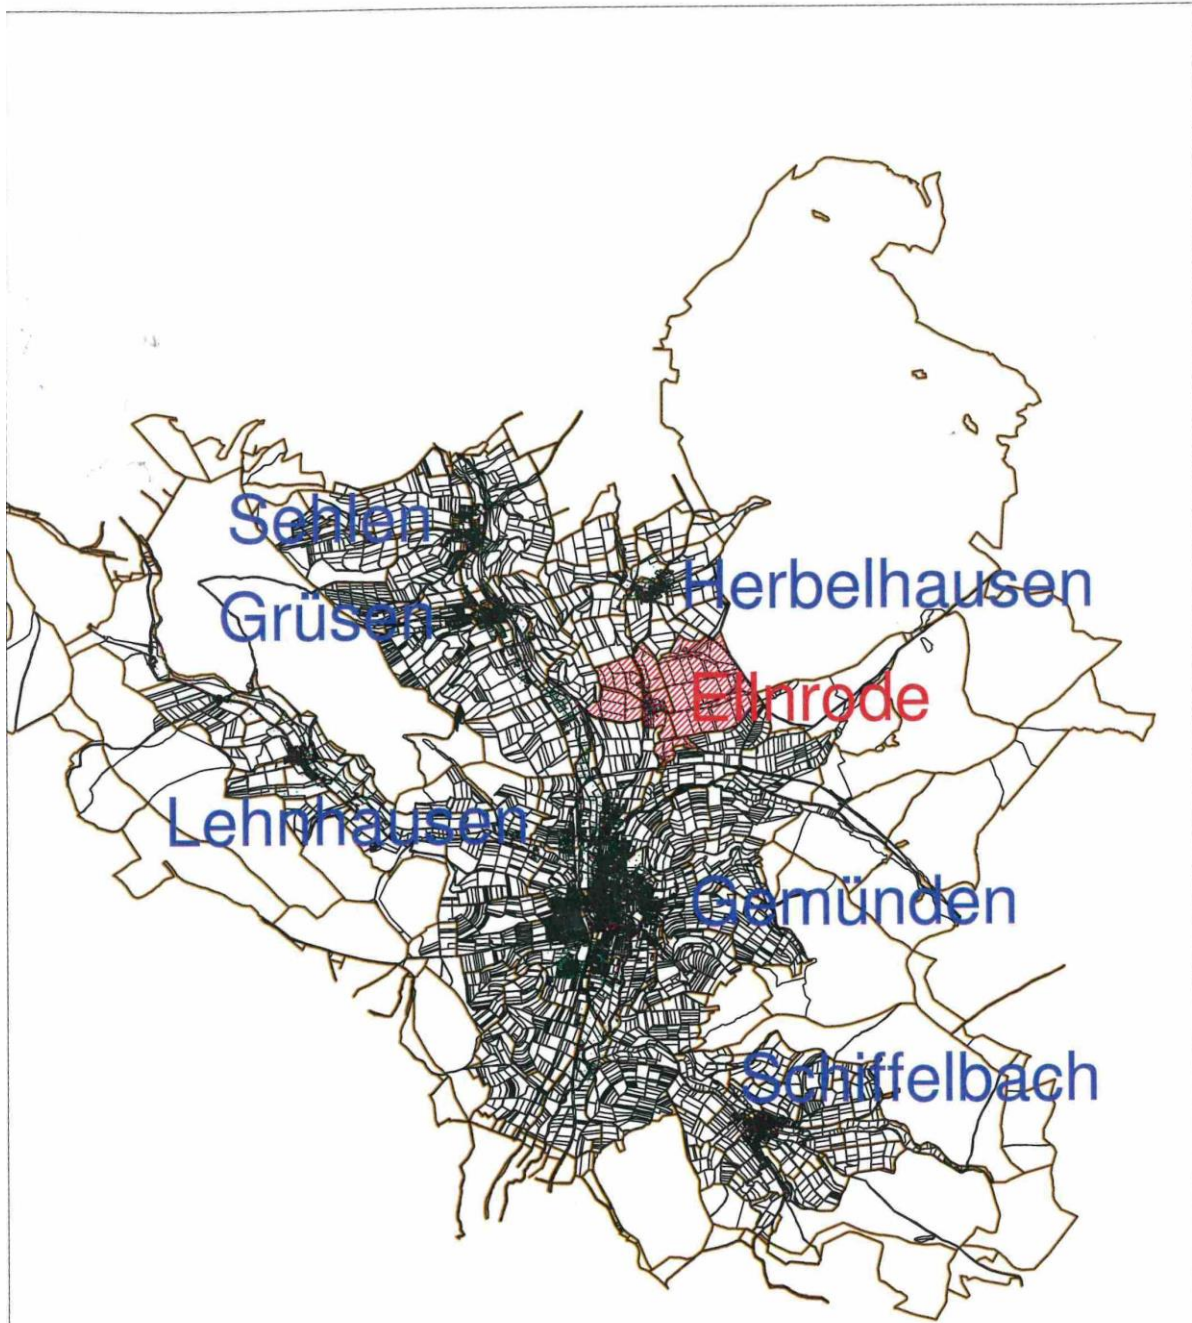 Sehlen
Herbelhausen
Grüsen
Ellnrode
Lehnhausen
Gemünden
Schiffelbach